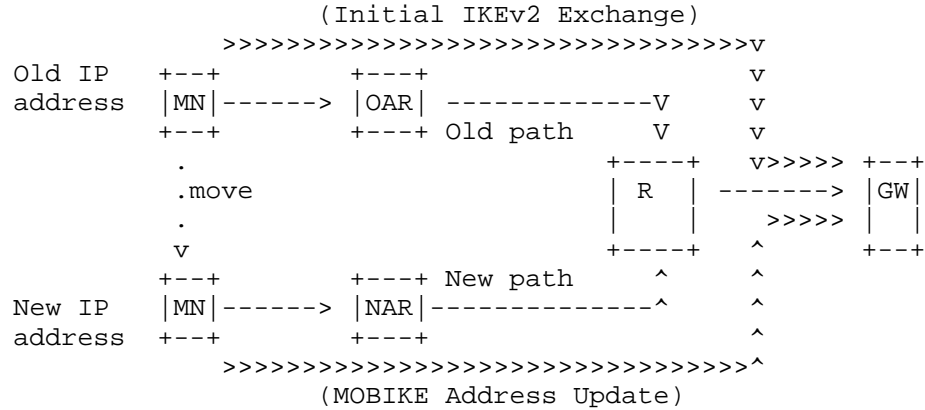 (Initial IKEv2 Exchange)
>>>>>>>>>>>>>>>>>>>>>>>>>>>>>>>>>v
Old IP   +--+        +---+                    v
address  |MN|------> |OAR| -------------V     v
+--+        +---+ Old path     V     v
.                          +----+   v>>>>> +--+
.move                      | R  | -------> |GW|
.                          |    |    >>>>> |  |
v                          +----+   ^      +--+
+--+        +---+ New path     ^     ^
New IP   |MN|------> |NAR|--------------^     ^
address  +--+        +---+                    ^
>>>>>>>>>>>>>>>>>>>>>>>>>>>>>>>>>^
(MOBIKE Address Update)